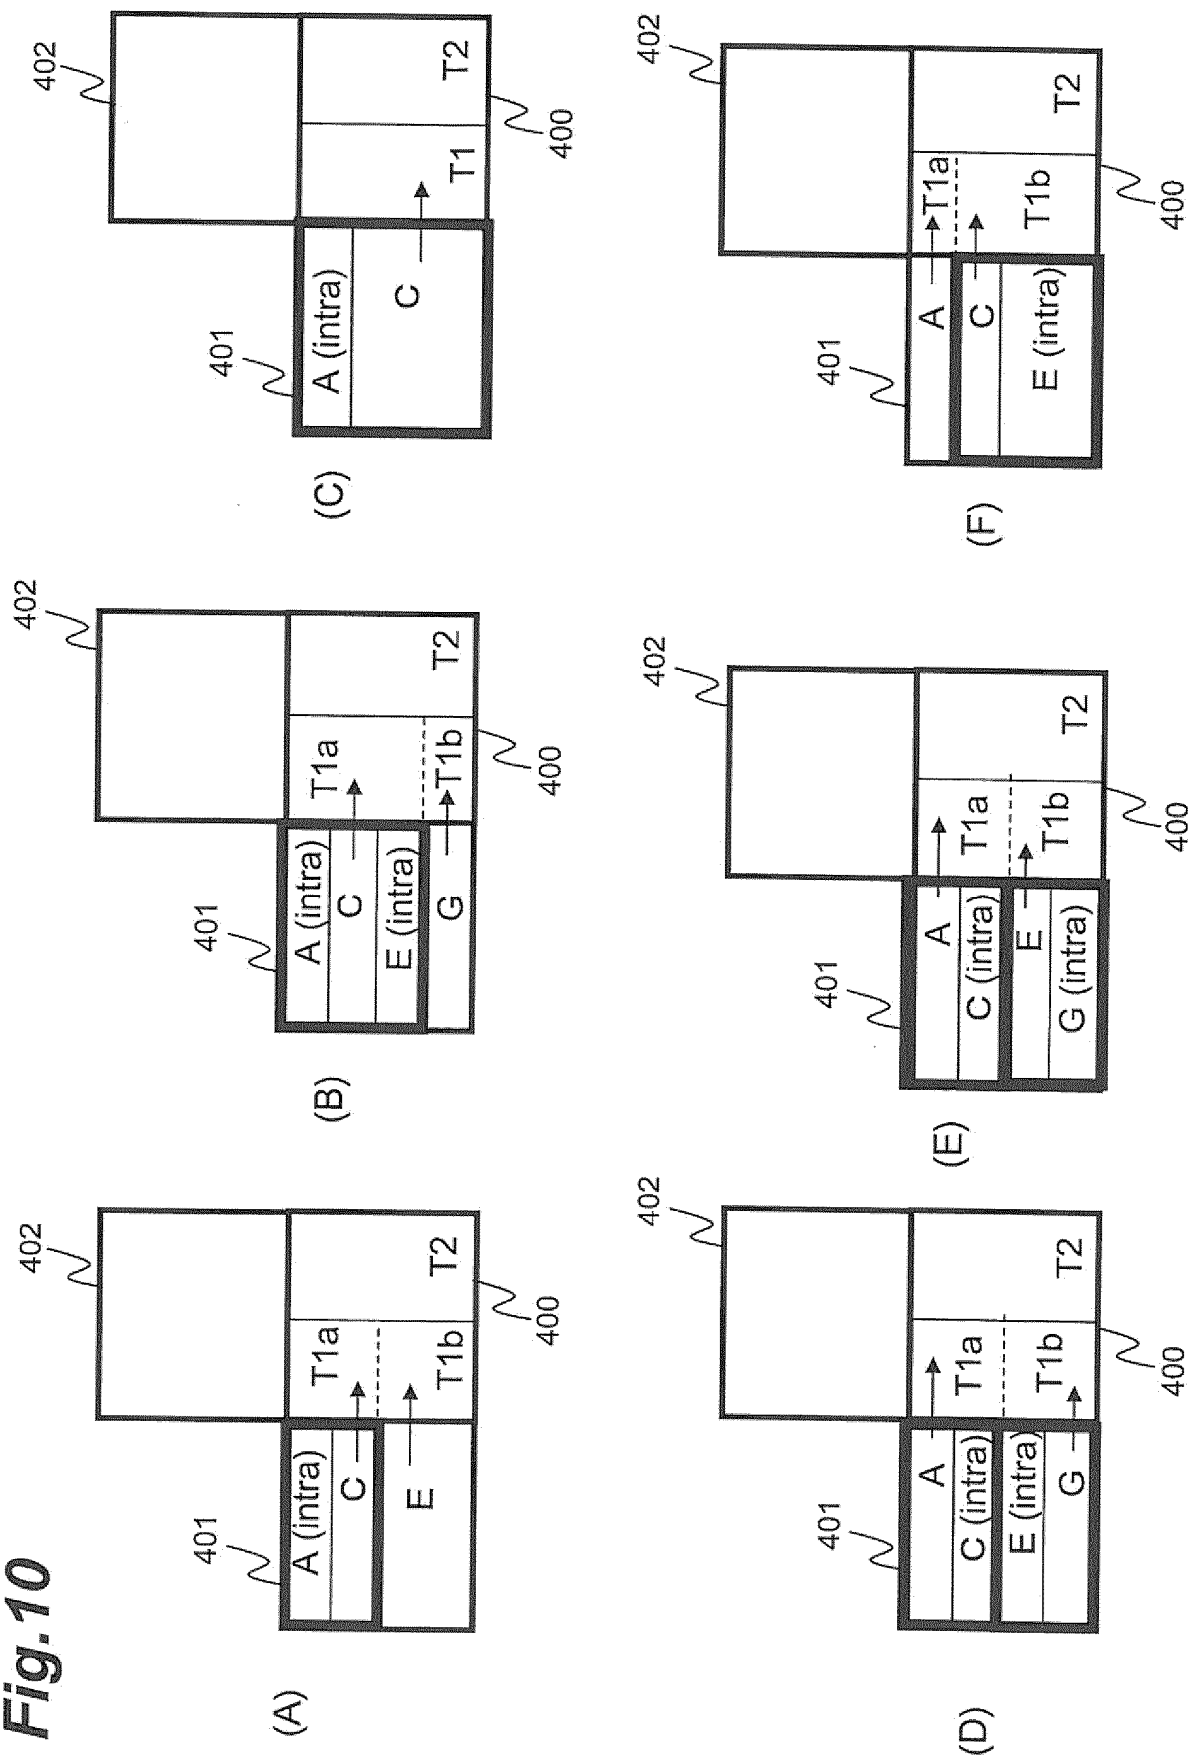 Fig.10
(A)
401
402
A (intra)
C
E
T1a
T1b
T2
400
(B)
401
402
A (intra)
C
E (intra)
G
T1a
T1b
T2
400
(C)
401
402
A (intra)
C
T1
T2
400
(D)
401
402
A
C (intra)
E (intra)
G
T1a
T1b
T2
400
(E)
401
402
A
C (intra)
E
G (intra)
T1a
T1b
T2
400
(F)
401
402
A
C
E (intra)
T1a
T1b
T2
400